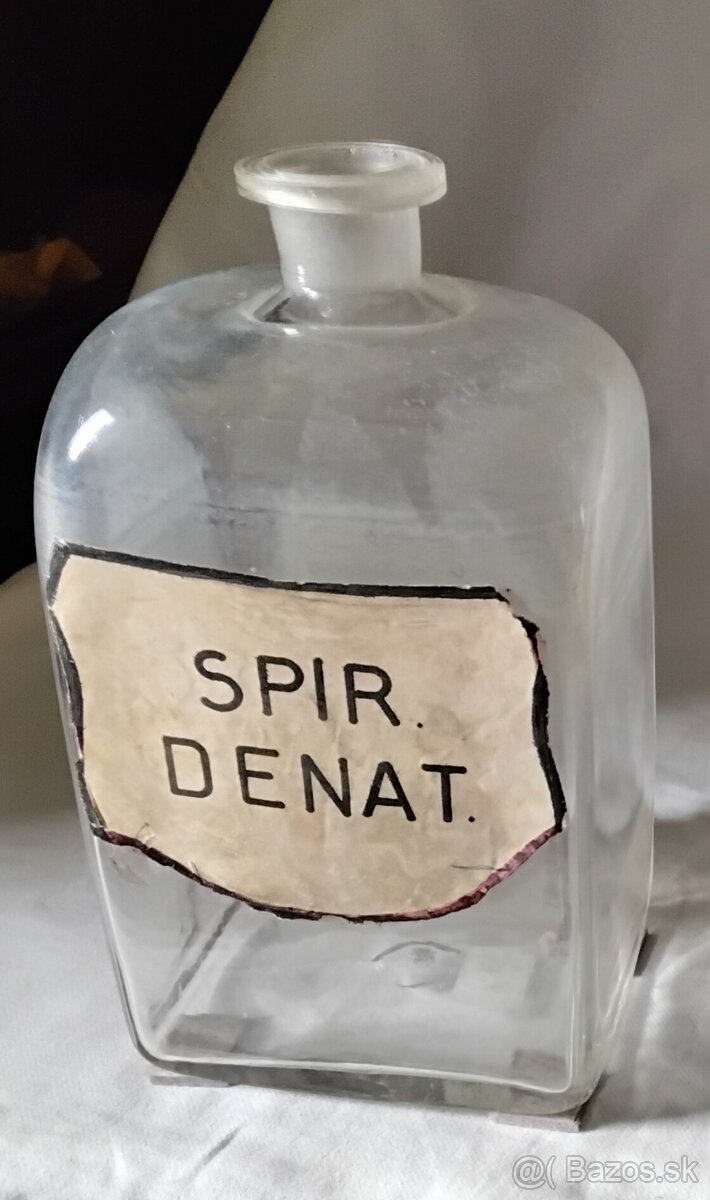 SPIR.
DENAT.
@( Bazos.sk